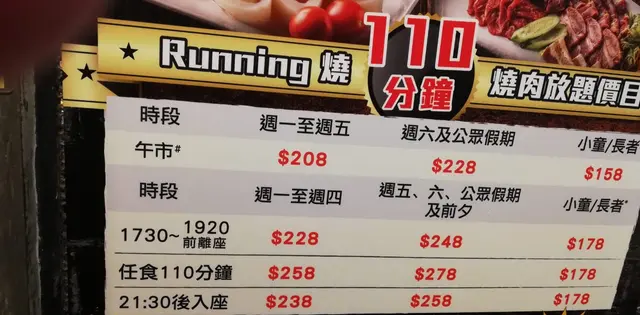 Running 燒 110 分鐘 燒肉放題價目
時段 週一至週五 週六及公眾假期 小童/長者
午市# $208 $228 $158
時段 週一至週四 週五、六、公眾假期及前夕 小童/長者*
1730~1920前離座 $228 $248 $178
任食110分鐘 $258 $278 $178
21:30後入座 $238 $258 $178